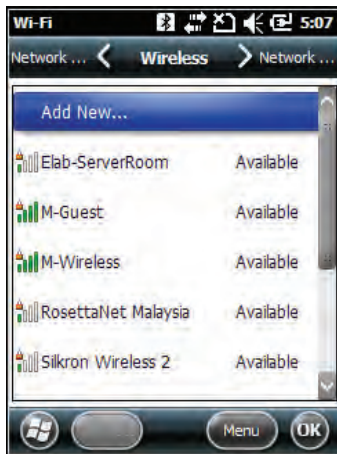 Wi-Fi 5:07
Network ... Wireless Network ...
Add New...
Elab-ServerRoom Available
M-Guest Available
M-Wireless Available
RosettaNet Malaysia Available
Silkron Wireless 2 Available
Menu OK